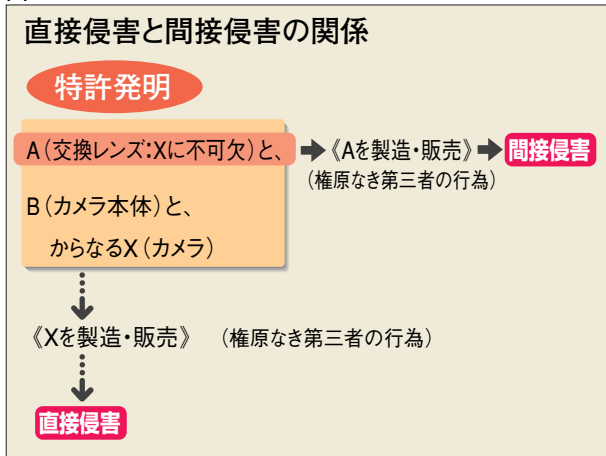 直接侵害と間接侵害の関係
特許発明
A(交換レンズ:Xに不可欠)と、 ➡《Aを製造・販売》➡ 間接侵害
(権原なき第三者の行為)
B(カメラ本体)と、
からなるX(カメラ)
《Xを製造・販売》 (権原なき第三者の行為)
直接侵害